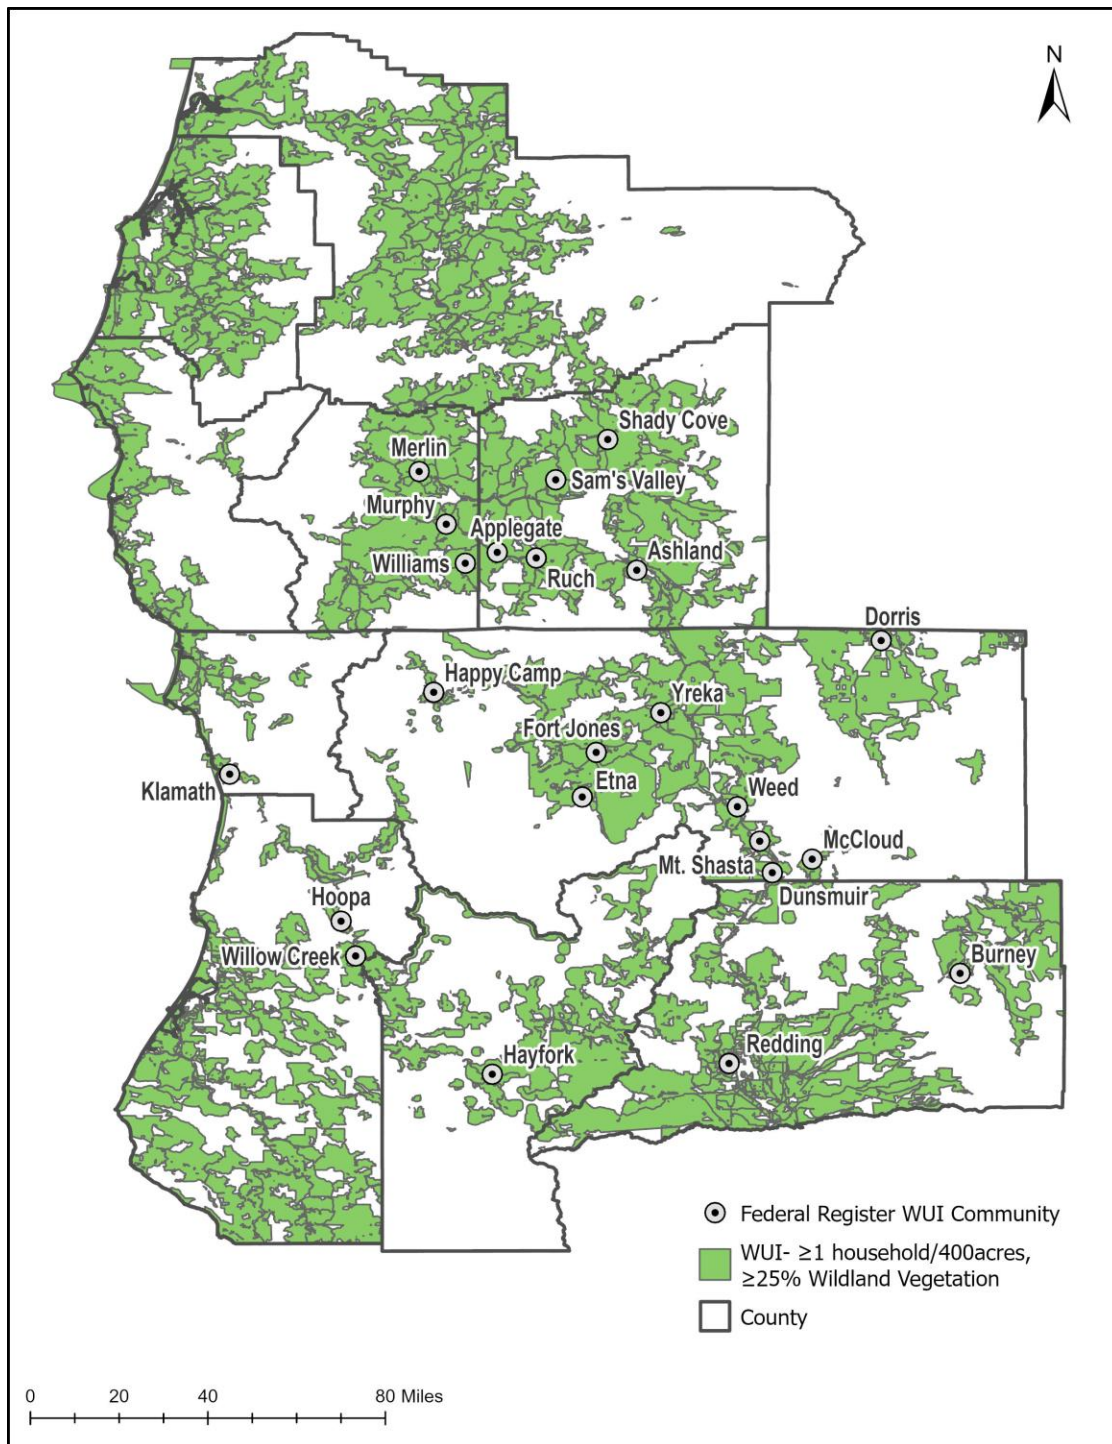 N
Shady Cove
Merlin
Sam's Valley
Murphy
Applegate
Williams
Ruch
Ashland
Dorris
Happy Camp
Yreka
Fort Jones
Klamath
Etna
Weed
McCloud
Mt. Shasta
Dunsmuir
Hoopa
Willow Creek
Burney
Redding
Hayfork
Federal Register WUI Community
WUI- ≥1 household/400acres,
≥25% Wildland Vegetation
County
0 20 40 80 Miles